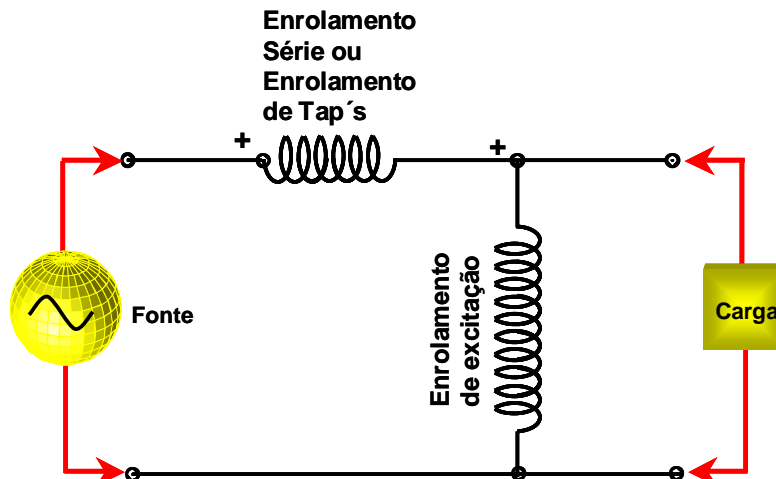 Enrolamento
Série ou
Enrolamento
de Tap´s
+
+
Fonte
Enrolamento
de excitação
Carga